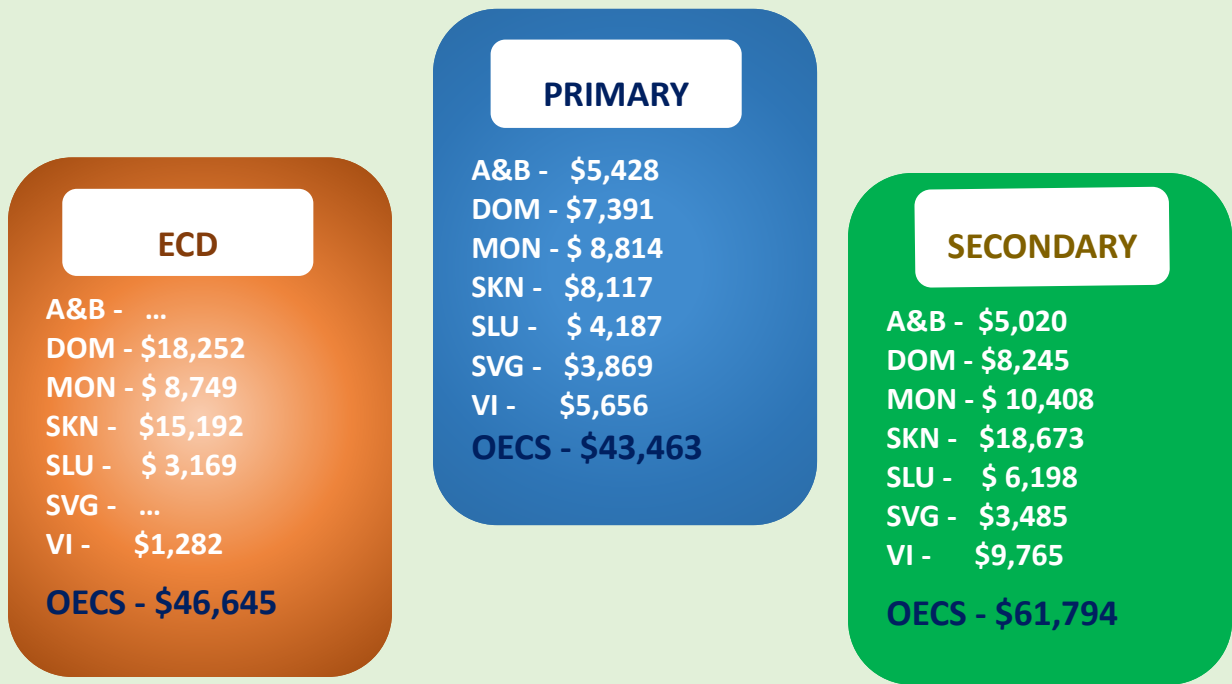 ECD
A&B - ...
DOM - $18,252
MON - $ 8,749
SKN - $15,192
SLU - $ 3,169
SVG - ...
VI - $1,282
OECS - $46,645
PRIMARY
A&B - $5,428
DOM - $7,391
MON - $ 8,814
SKN - $8,117
SLU - $ 4,187
SVG - $3,869
VI - $5,656
OECS - $43,463
SECONDARY
A&B - $5,020
DOM - $8,245
MON - $ 10,408
SKN - $18,673
SLU - $ 6,198
SVG - $3,485
VI - $9,765
OECS - $61,794